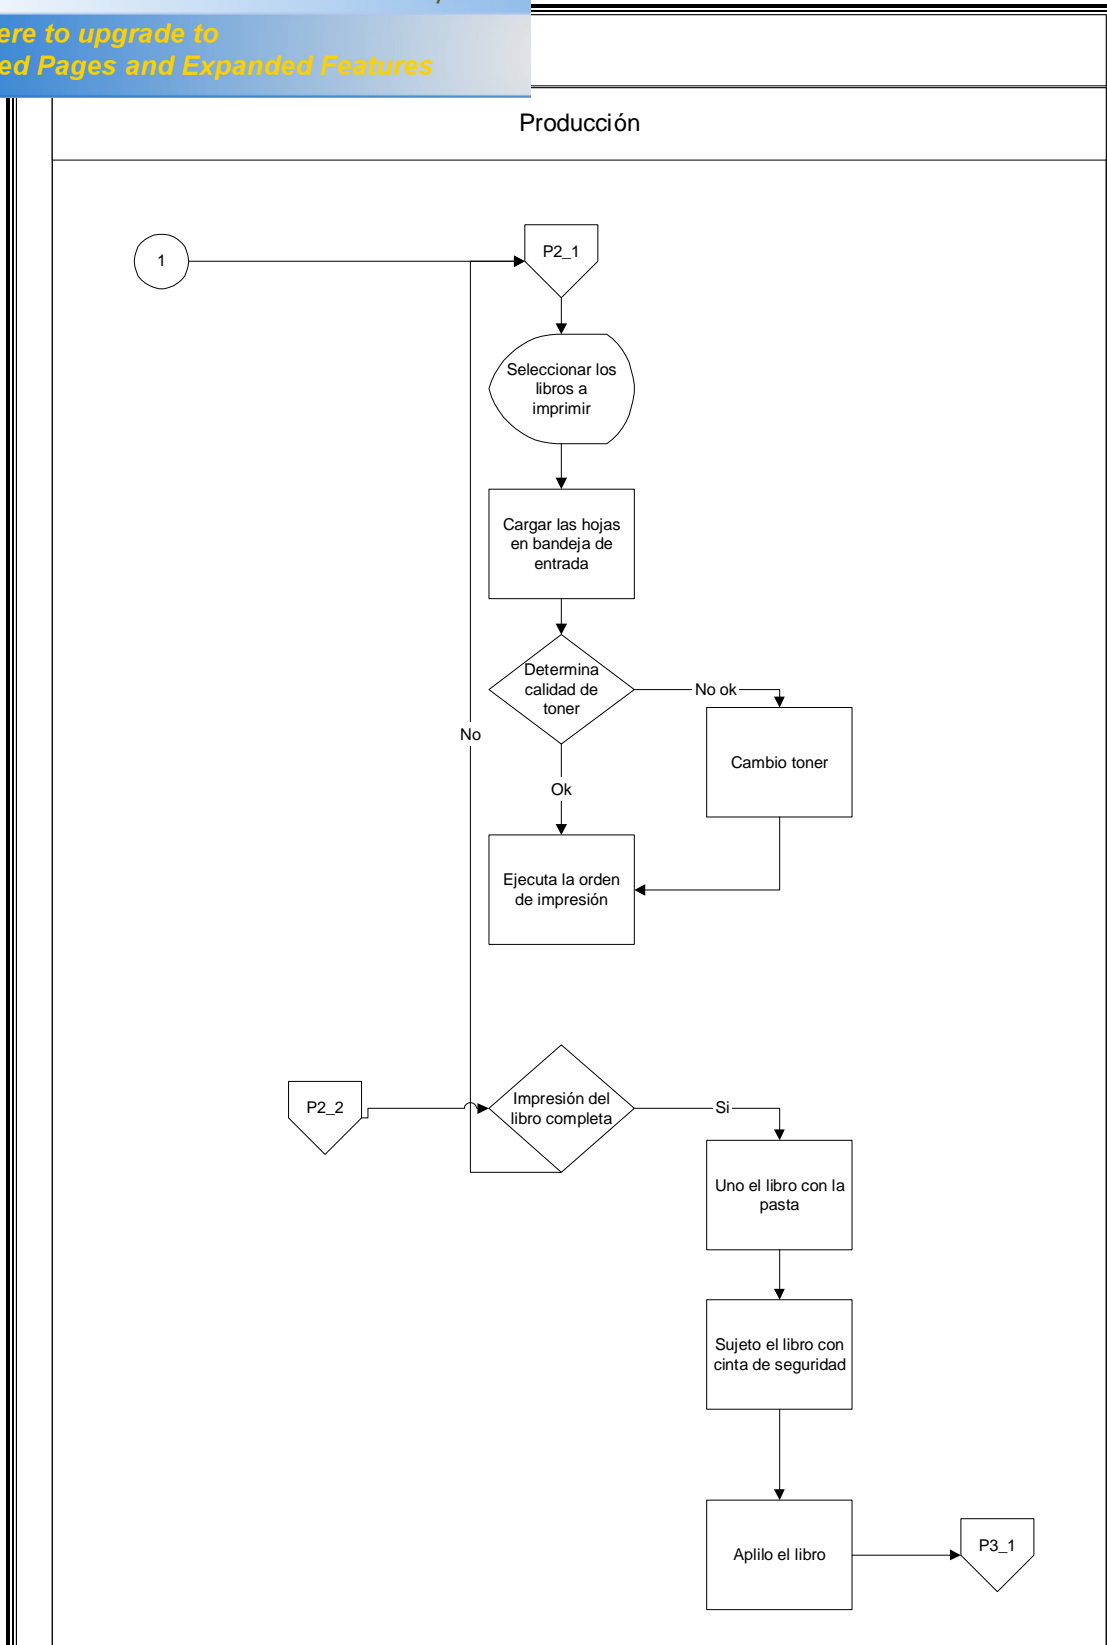 ere to upgrade to
ed Pages and Expanded Features
Producción
1
P2_1
Seleccionar los
libros a
imprimir
Cargar las hojas
en bandeja de
entrada
Determina
calidad de
toner
No ok
No
Cambio toner
Ok
Ejecuta la orden
de impresión
P2_2
Impresión del
libro completa
Si
Uno el libro con la
pasta
Sujeto el libro con
cinta de seguridad
Aplilo el libro
P3_1